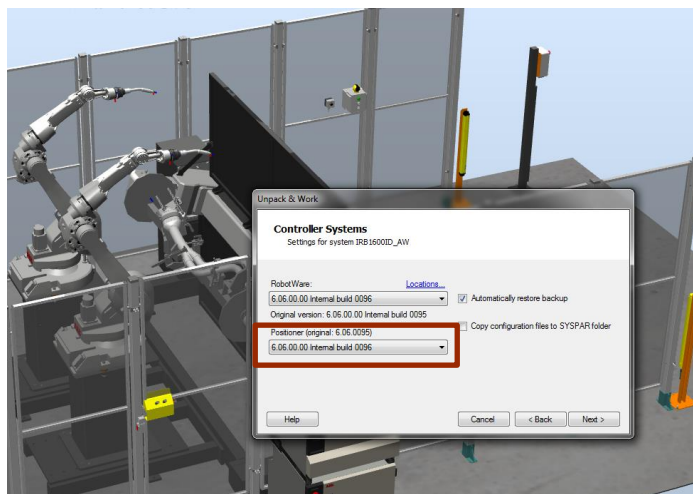 Unpack & Work
Controller Systems
Settings for system IRB1600ID_AW
RobotWare:
Locations...
6.06.00.00 Internal build 0096
Automatically restore backup
Original version: 6.06.00.00 Internal build 0095
Copy configuration files to SYSPAR folder
Positioner (original: 6.06.0095)
6.06.00.00 Internal build 0096
Help
Cancel
< Back
Next >